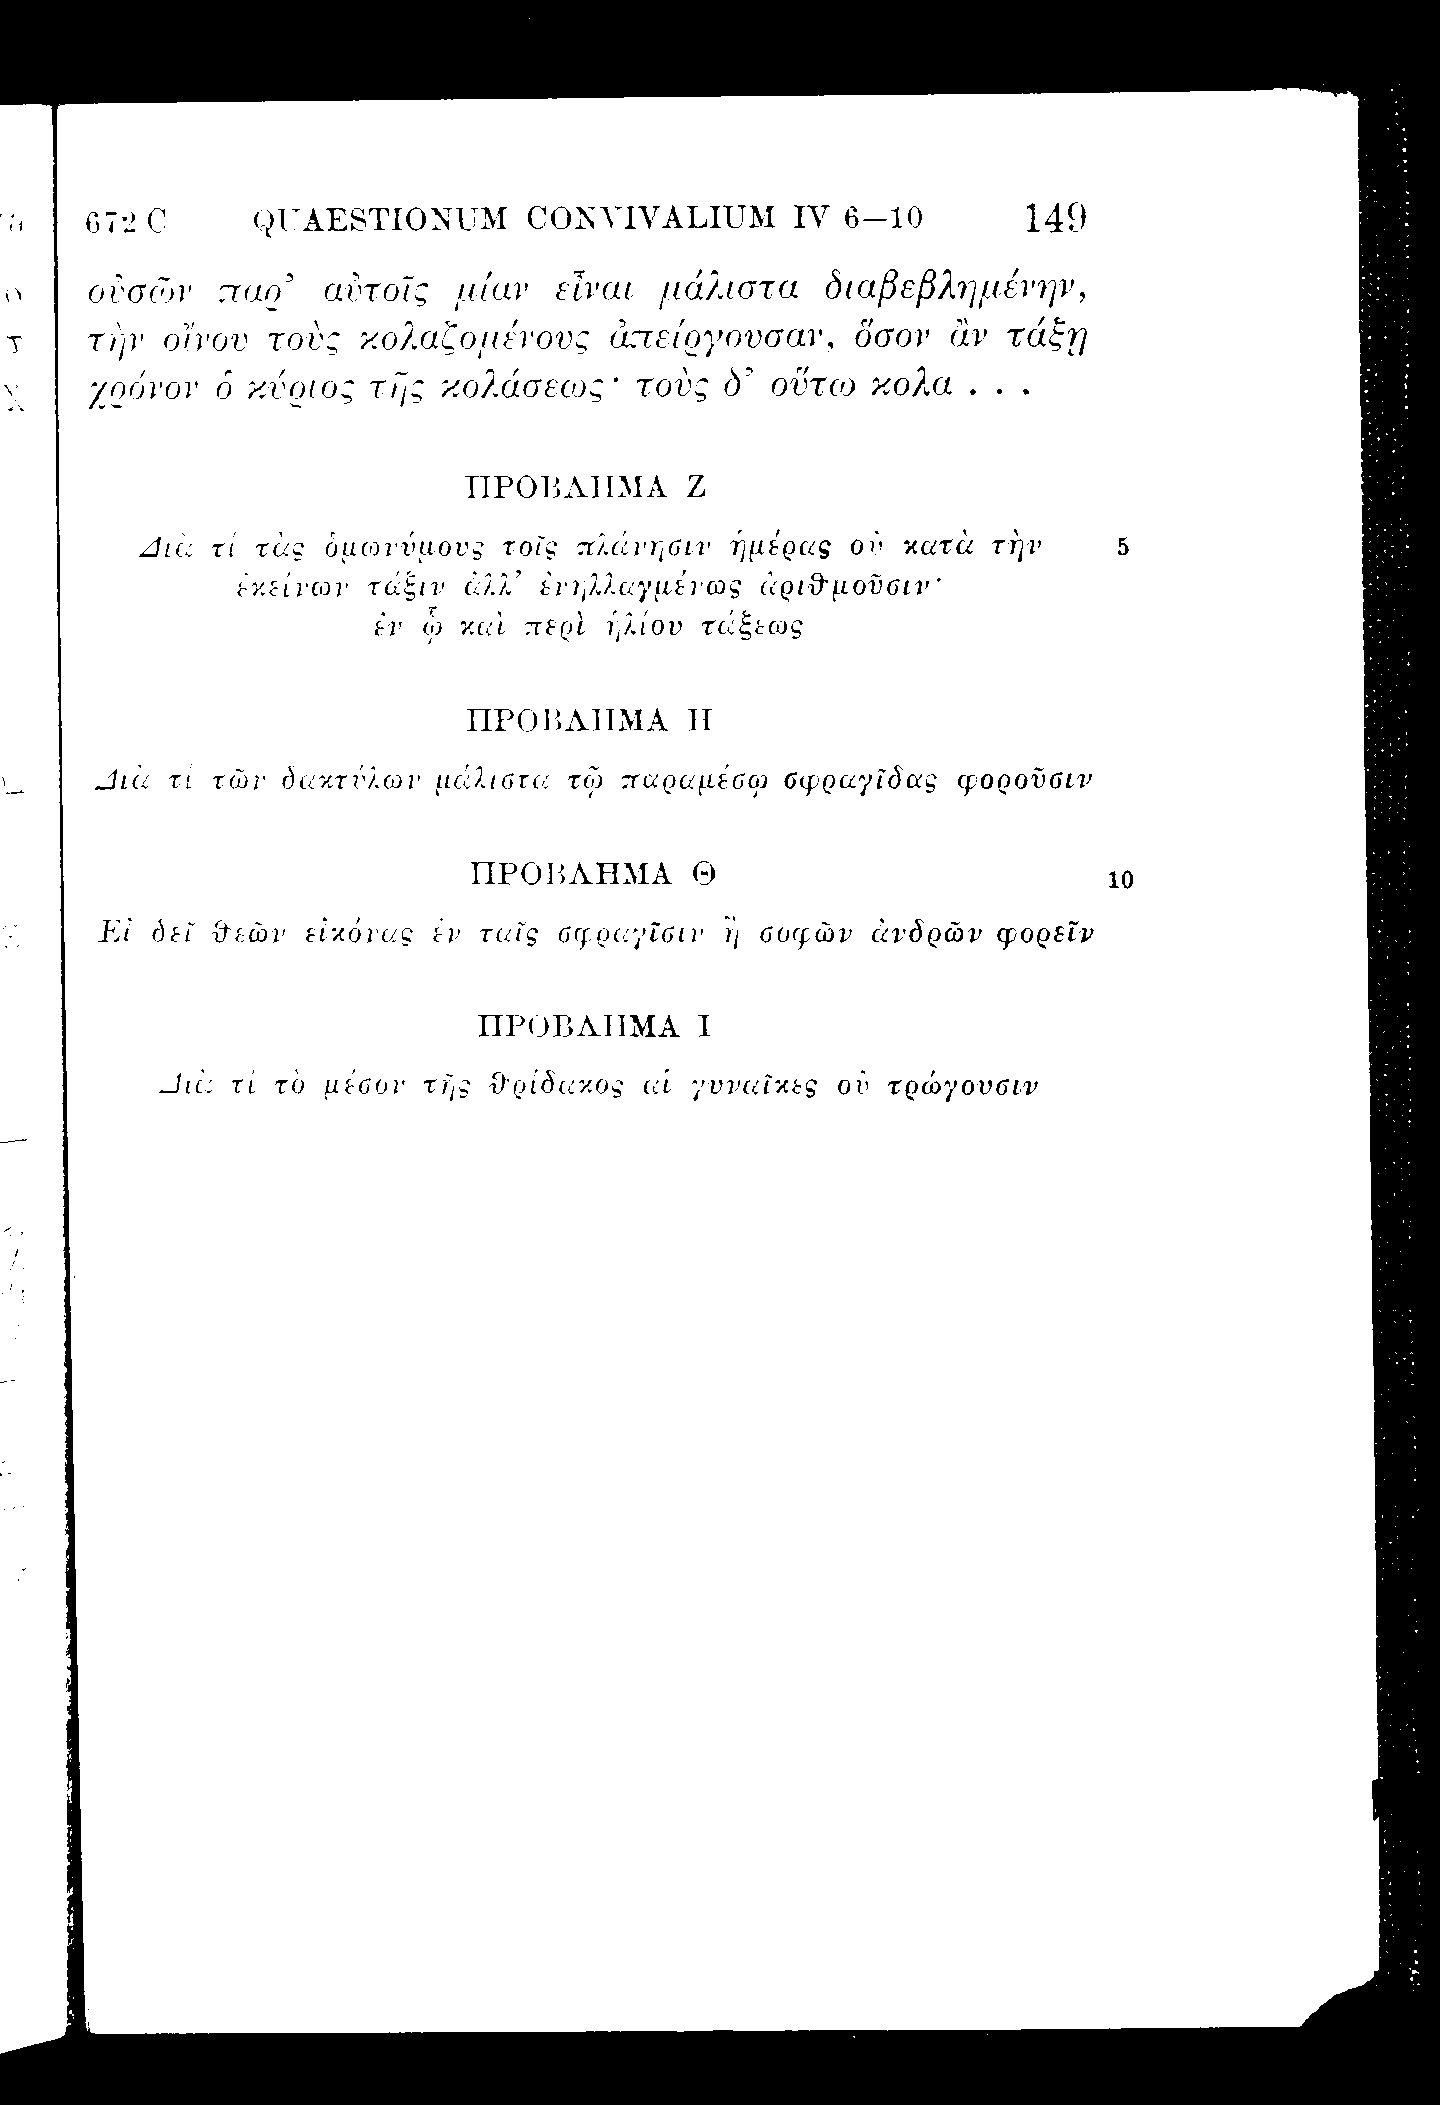 672 C QUAESTIONUM CONVIVALIUM IV 6—10 149
οὐσῶν παρ’ αὐτοῖς μίαν εἶναι μάλιστα διαβεβλημένην,
τὴν οἴνου τοὺς κολαζομένους ἀπείργουσαν, ὅσον ἂν τάξῃ
χρόνον ὁ κύριος τῆς κολάσεως· τοὺς δ’ οὕτω κολα . . .
ΠΡΟΒΛΗΜΑ Ζ
Διὰ τί τὰς ὁμωνύμους τοῖς πλάνησιν ἡμέρας οὐ κατὰ τὴν 5
ἐκείνων τάξιν ἀλλ’ ἐνηλλαγμένως ἀριθμοῦσιν·
ἐν ᾧ καὶ περὶ ἡλίου τάξεως
ΠΡΟΒΛΗΜΑ Η
Διὰ τί τῶν δακτύλων μάλιστα τῷ παραμέσῳ σφραγῖδας φοροῦσιν
ΠΡΟΒΛΗΜΑ Θ 10
Εἰ δεῖ θεῶν εἰκόνας ἐν ταῖς σφραγῖσιν ἢ σοφῶν ἀνδρῶν φορεῖν
ΠΡΟΒΛΗΜΑ Ι
Διὰ τί τὸ μέσον τῆς θρίδακος αἱ γυναῖκες οὐ τρώγουσιν